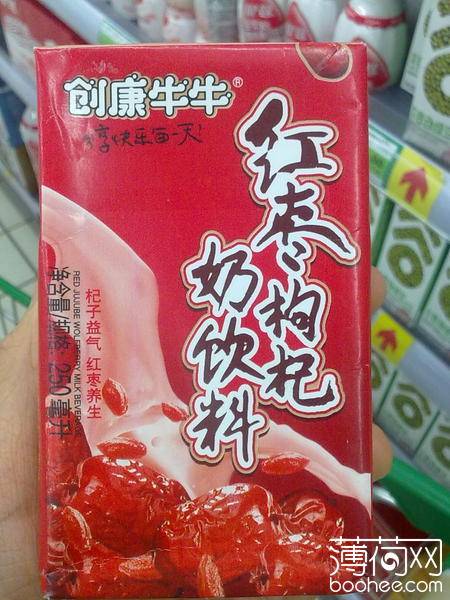 创康牛牛®
享快乐每一天!
红枣枸杞
奶饮料
杞子益气 红枣养生
RED JUJUBE WOLFBERRY MILK BEVERAGE
净含量/规格: 250毫升
薄荷网
boohee.com